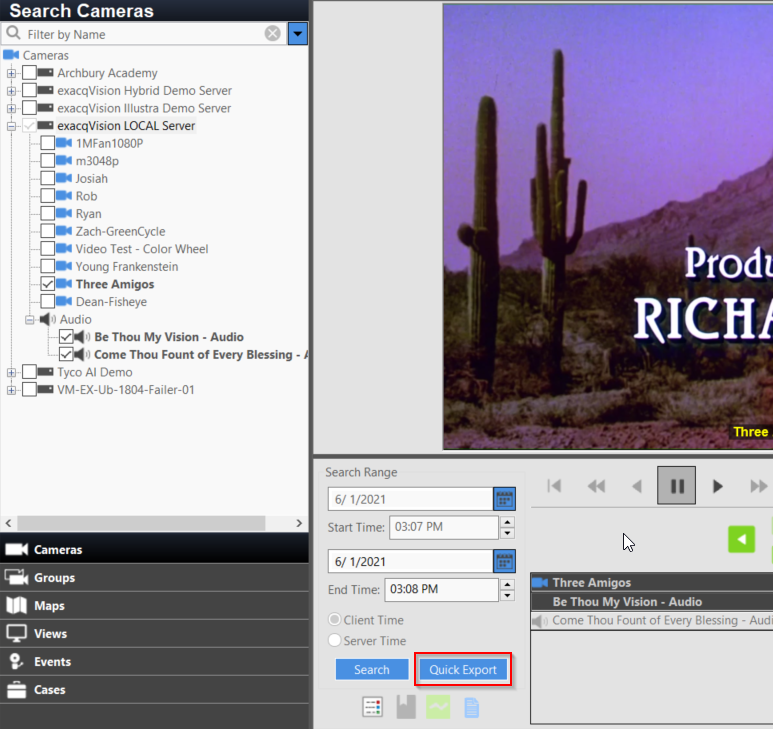 Search Cameras
Filter by Name
Cameras
Archbury Academy
exacqVision Hybrid Demo Server
exacqVision Illustra Demo Server
exacqVision LOCAL Server
1MFan1080P
m3048p
Josiah
Rob
Ryan
Zach-GreenCycle
Video Test - Color Wheel
Young Frankenstein
Three Amigos
Dean-Fisheye
Audio
Be Thou My Vision - Audio
Come Thou Fount of Every Blessing - A
Tyco AI Demo
VM-EX-Ub-1804-Failer-01
Cameras
Groups
Maps
Views
Events
Cases
Produ
RICHA
Three
Search Range
6/ 1/2021
Start Time: 03:07 PM
6/ 1/2021
End Time: 03:08 PM
Client Time
Server Time
Search
Quick Export
Three Amigos
Be Thou My Vision - Audio
Come Thou Fount of Every Blessing - Audi